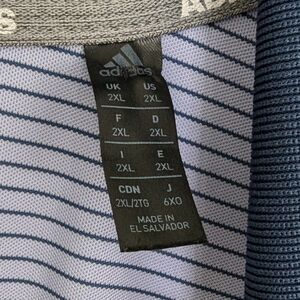 adidas
UK US
2XL 2XL
F D
2XL 2XL
I E
2XL 2XL
CDN J
2XL/2TG 6XO
MADE IN
EL SALVADOR